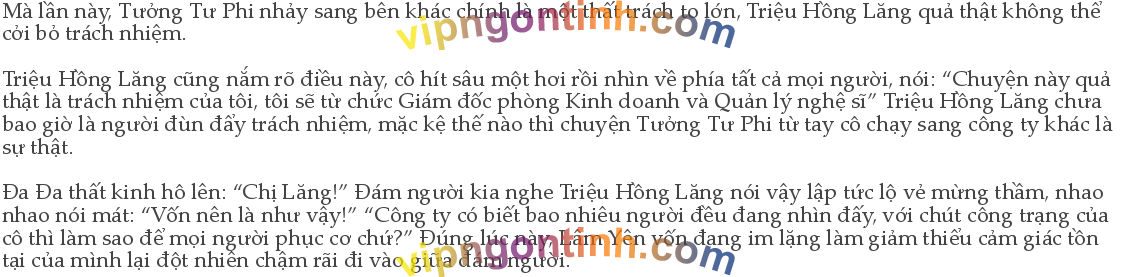 Mà lần này, Tưởng Tư Phi nhảy sang bên khác chính là một thất trách to lớn, Triệu Hồng Lăng quả thật không thể
cởi bỏ trách nhiệm.
vipngontinh.com
Triệu Hồng Lăng cũng nắm rõ điều này, cô hít sâu một hơi rồi nhìn về phía tất cả mọi người, nói: “Chuyện này quả
thật là trách nhiệm của tôi, tôi sẽ từ chức Giám đốc phòng Kinh doanh và Quản lý nghệ sĩ” Triệu Hồng Lăng chưa
bao giờ là người đùn đẩy trách nhiệm, mặc kệ thế nào thì chuyện Tưởng Tư Phi từ tay cô chạy sang công ty khác là
sự thật.
Đa Đa thất kinh hô lên: “Chị Lăng!” Đám người kia nghe Triệu Hồng Lăng nói vậy lập tức lộ vẻ mừng thầm, nhao
nhao nói mát: “Vốn nên là như vậy!” “Công ty có biết bao nhiêu người đều đang nhìn đấy, với chút công trạng của
cô thì làm sao để mọi người phục cơ chứ?” Đúng lúc này, Lâm Yên vốn đang im lặng làm giảm thiểu cảm giác tồn
tại của mình lại đột nhiên chậm rãi đi vào giữa đám người.
vipngontinh.com